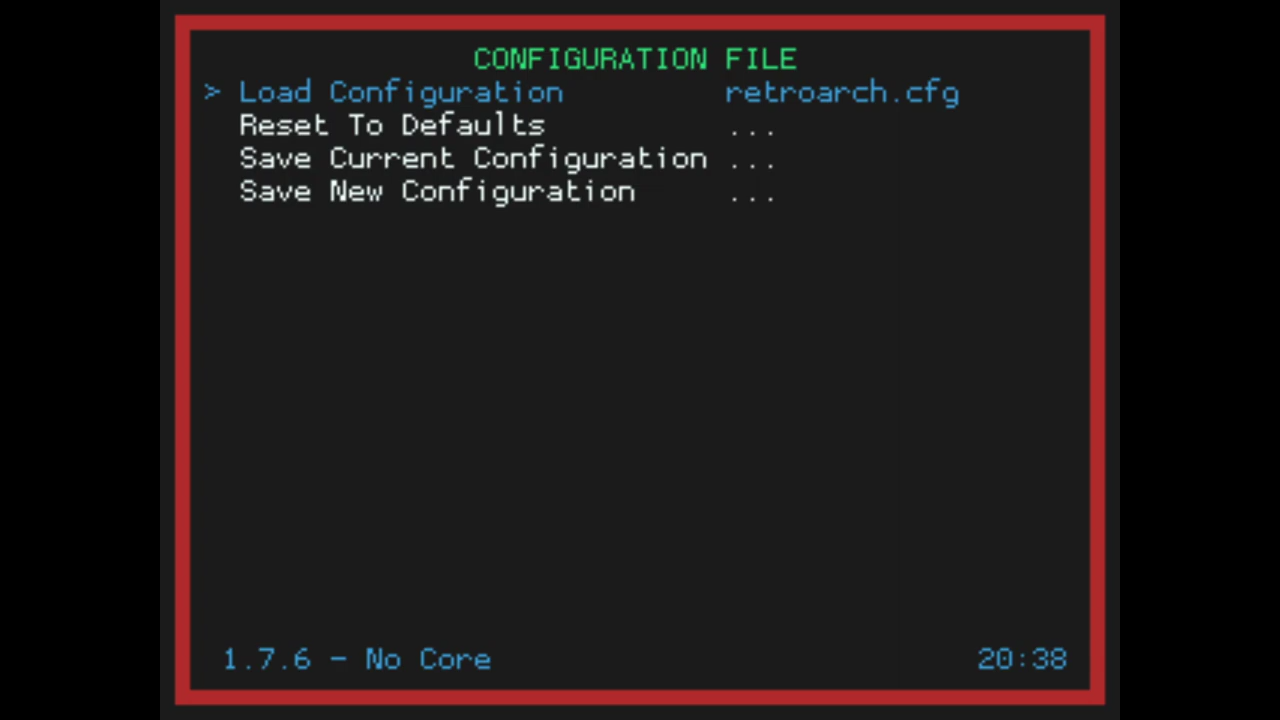 CONFIGURATION FILE
> Load Configuration retroarch.cfg
Reset To Defaults ...
Save Current Configuration ...
Save New Configuration ...
1.7.6 - No Core 20:38